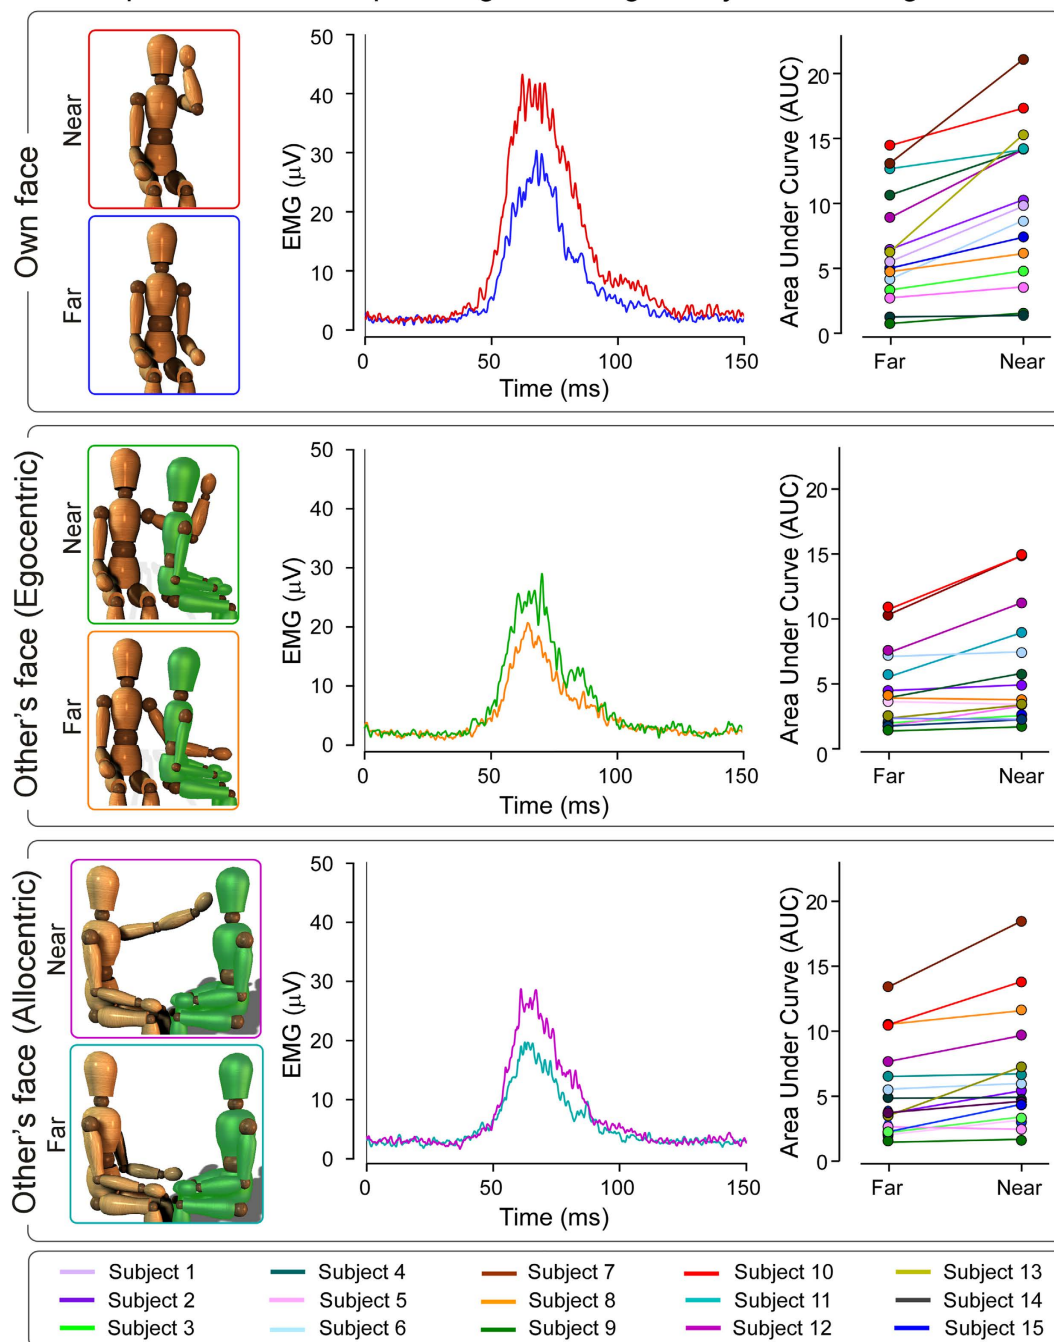 Own face
Near
Far
EMG (μV)
50
40
30
20
10
0
0
50
100
150
Time (ms)
Area Under Curve (AUC)
20
15
10
5
0
Far
Near
Other's face (Egocentric)
Near
Far
EMG (μV)
50
40
30
20
10
0
0
50
100
150
Time (ms)
Area Under Curve (AUC)
20
15
10
5
0
Far
Near
Other's face (Allocentric)
Near
Far
EMG (μV)
50
40
30
20
10
0
0
50
100
150
Time (ms)
Area Under Curve (AUC)
20
15
10
5
0
Far
Near
Subject 1
Subject 4
Subject 7
Subject 10
Subject 13
Subject 2
Subject 5
Subject 8
Subject 11
Subject 14
Subject 3
Subject 6
Subject 9
Subject 12
Subject 15